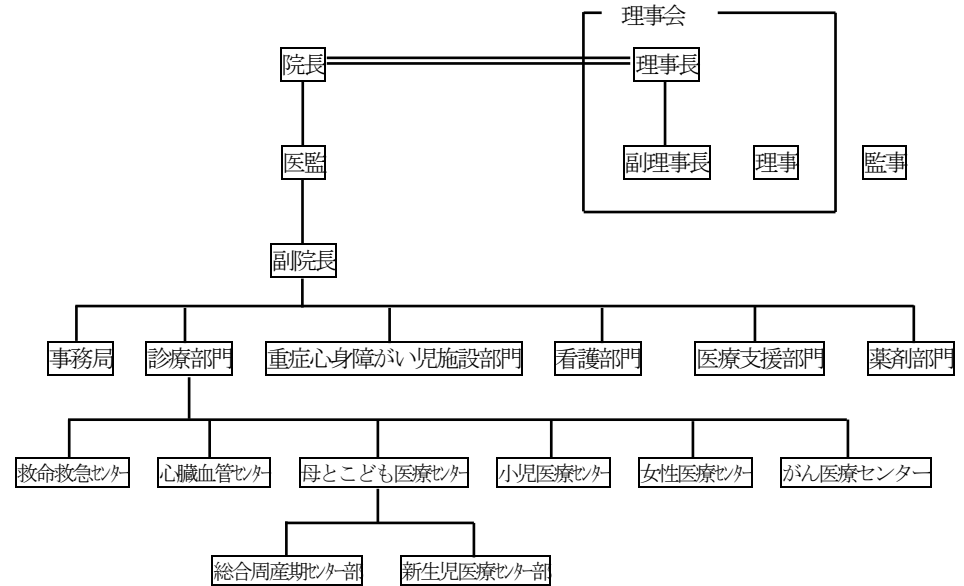 理事会
院長
理事長
医監
副理事長
理事
監事
副院長
事務局
診療部門
重症心身障がい児施設部門
看護部門
医療支援部門
薬剤部門
救命救急ｾﾝﾀｰ
心臓血管ｾﾝﾀｰ
母とこども医療ｾﾝﾀｰ
小児医療ｾﾝﾀｰ
女性医療ｾﾝﾀｰ
がん医療センター
総合周産期ｾﾝﾀｰ部
新生児医療ｾﾝﾀｰ部